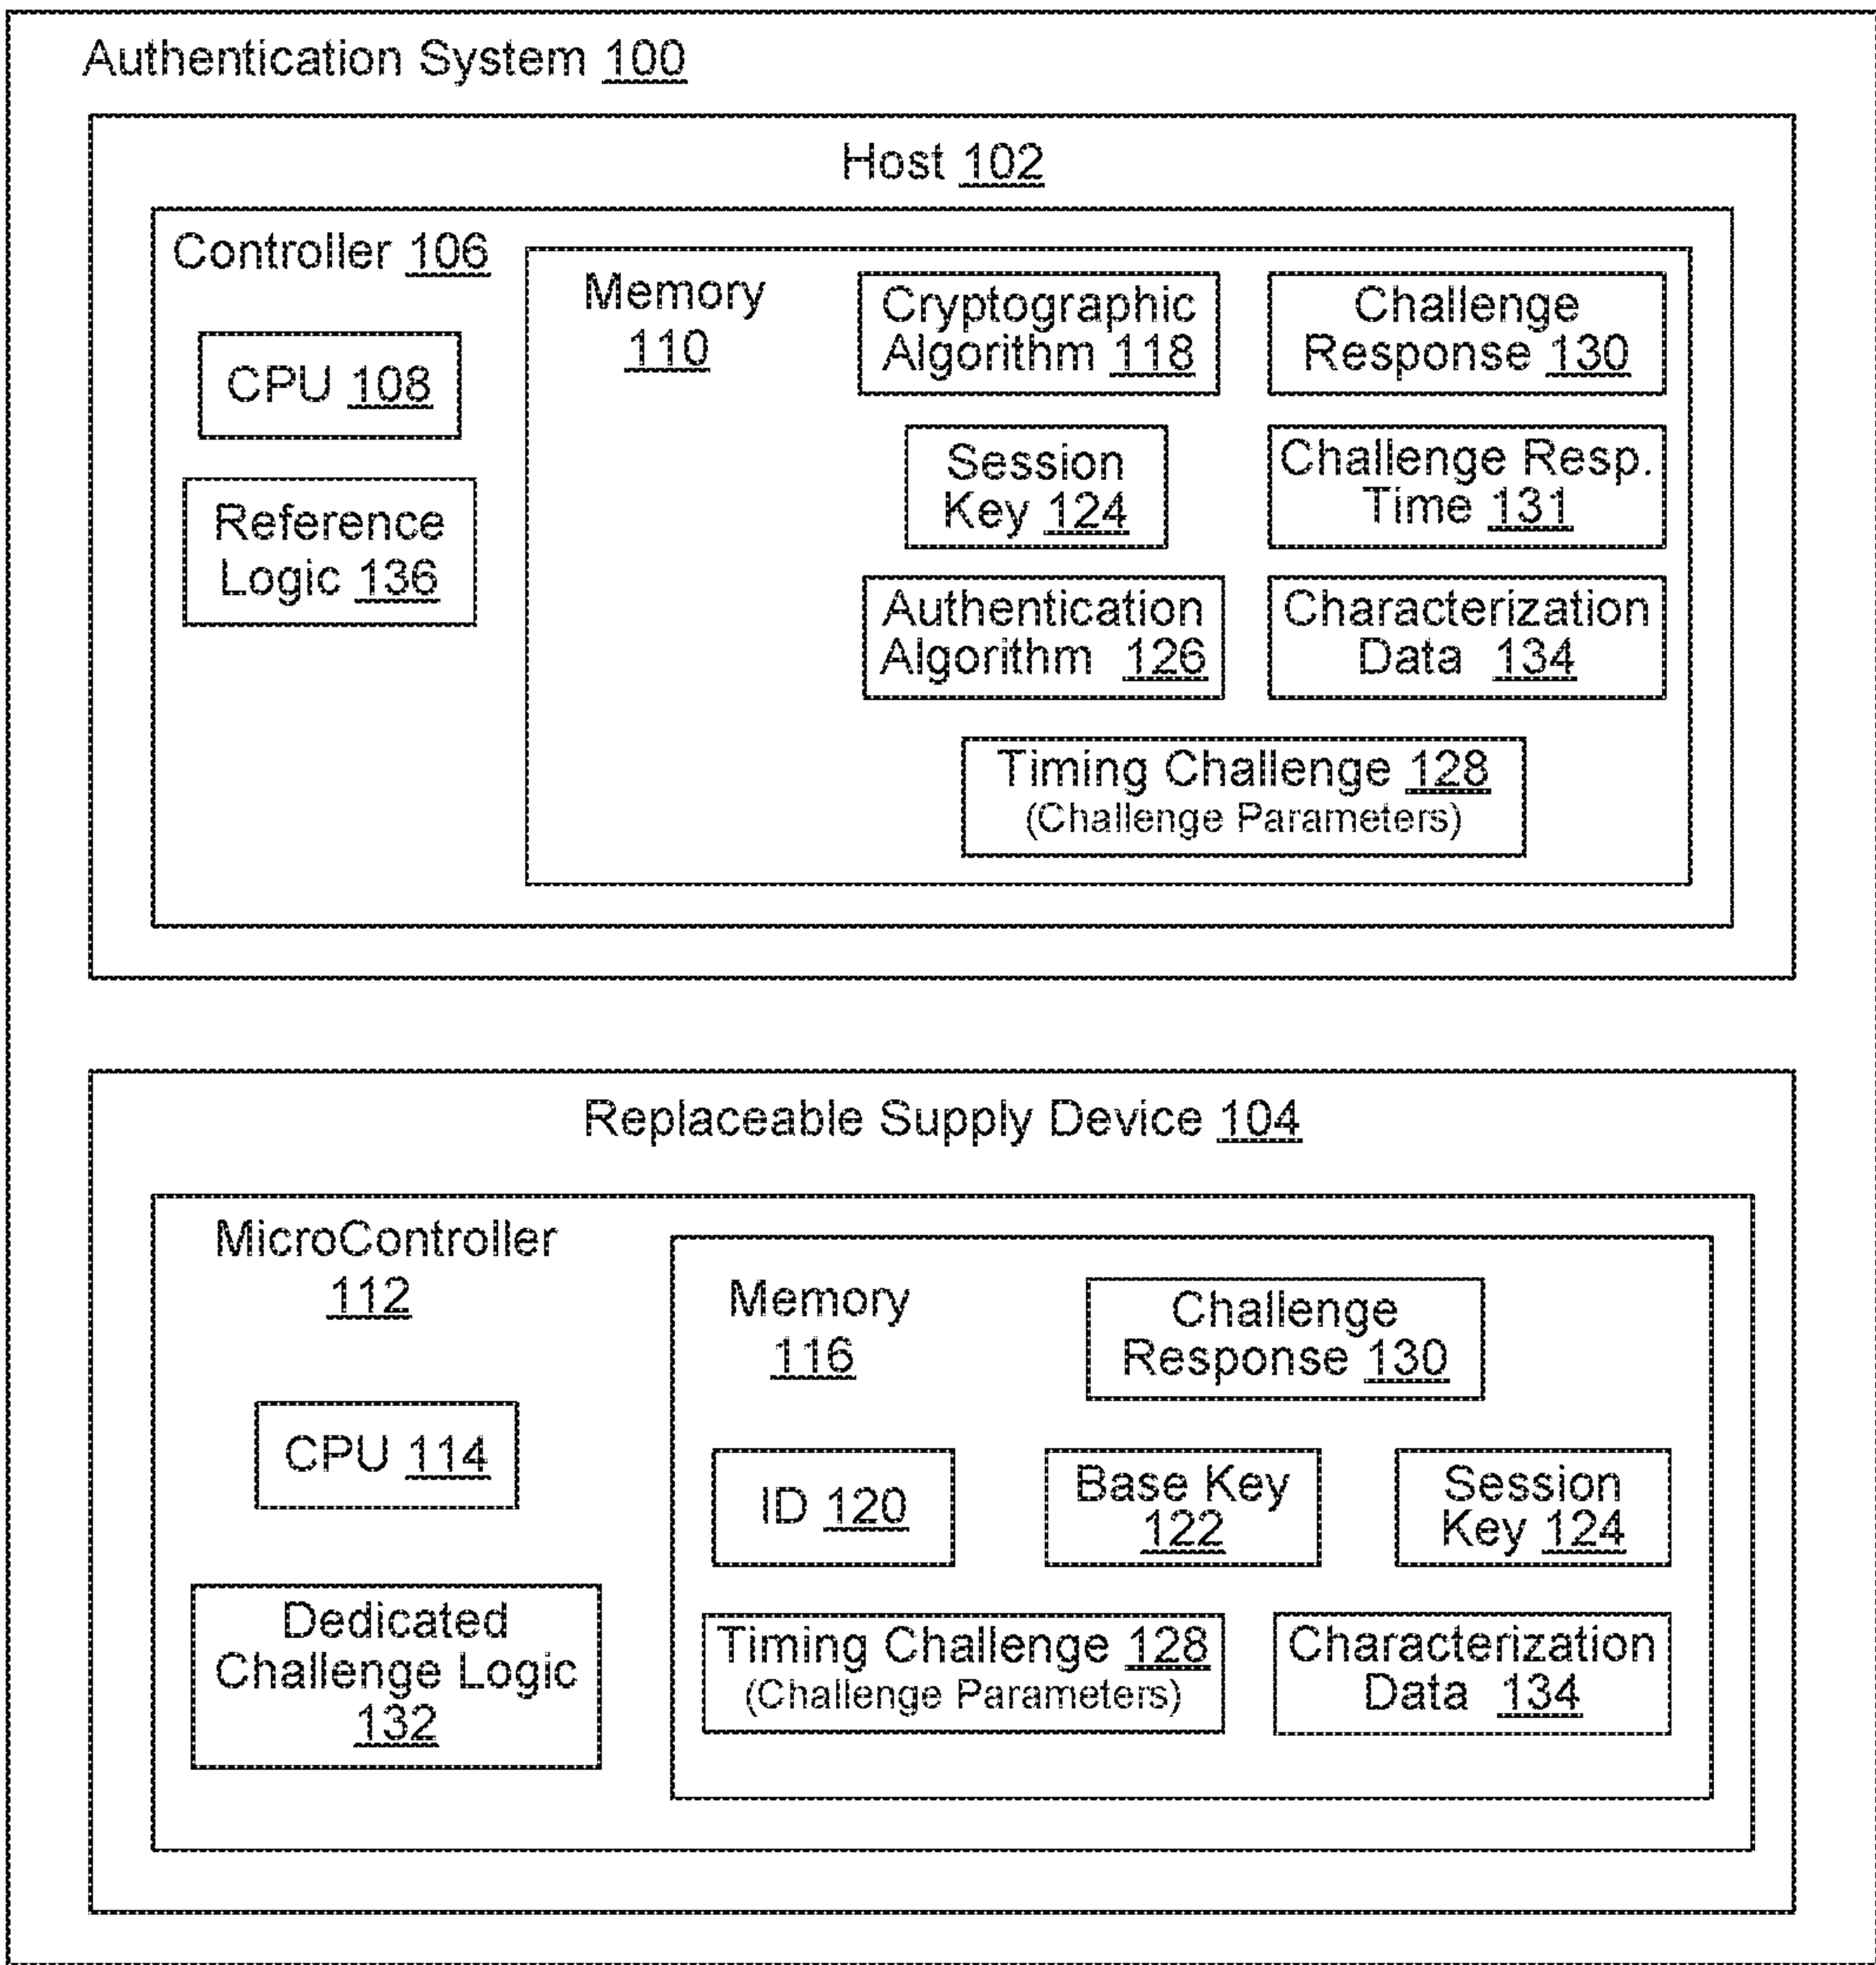 Authentication System 100
Host 102
Controller 106
CPU 108
Reference
Logic 136
Memory
110
Cryptographic
Algorithm 118
Challenge
Response 130
Session
Key 124
Challenge Resp.
Time 131
Authentication
Algorithm 126
Characterization
Data 134
Timing Challenge 128
(Challenge Parameters)
Replaceable Supply Device 104
MicroController
112
CPU 114
Dedicated
Challenge Logic
132
Memory
116
Challenge
Response 130
ID 120
Base Key
122
Session
Key 124
Timing Challenge 128
(Challenge Parameters)
Characterization
Data 134